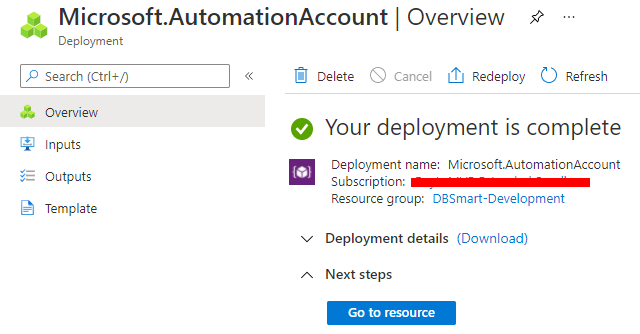 Microsoft.AutomationAccount | Overview
Deployment
Search (Ctrl+/)
«
Delete
Cancel
Redeploy
Refresh
Overview
Inputs
Outputs
Template
Your deployment is complete
Deployment name: Microsoft.AutomationAccount
Subscription:
Resource group: DBSmart-Development
Deployment details (Download)
Next steps
Go to resource